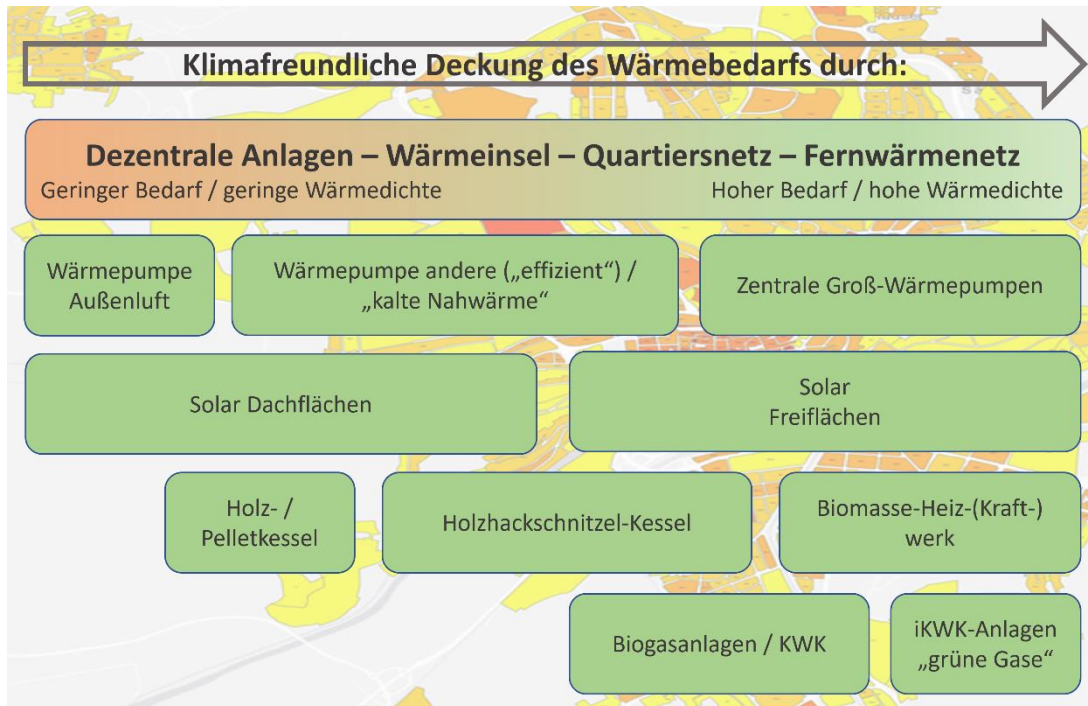 Klimafreundliche Deckung des Wärmebedarfs durch:
Dezentrale Anlagen – Wärmeinsel – Quartiersnetz – Fernwärmenetz
Geringer Bedarf / geringe Wärmedichte
Hoher Bedarf / hohe Wärmedichte
Wärmepumpe
Außenluft
Wärmepumpe andere („effizient“) /
„kalte Nahwärme“
Zentrale Groß-Wärmepumpen
Solar Dachflächen
Solar
Freiflächen
Holz- /
Pelletkessel
Holzhackschnitzel-Kessel
Biomasse-Heiz-(Kraft-)
werk
Biogasanlagen / KWK
iKWK-Anlagen
„grüne Gase“